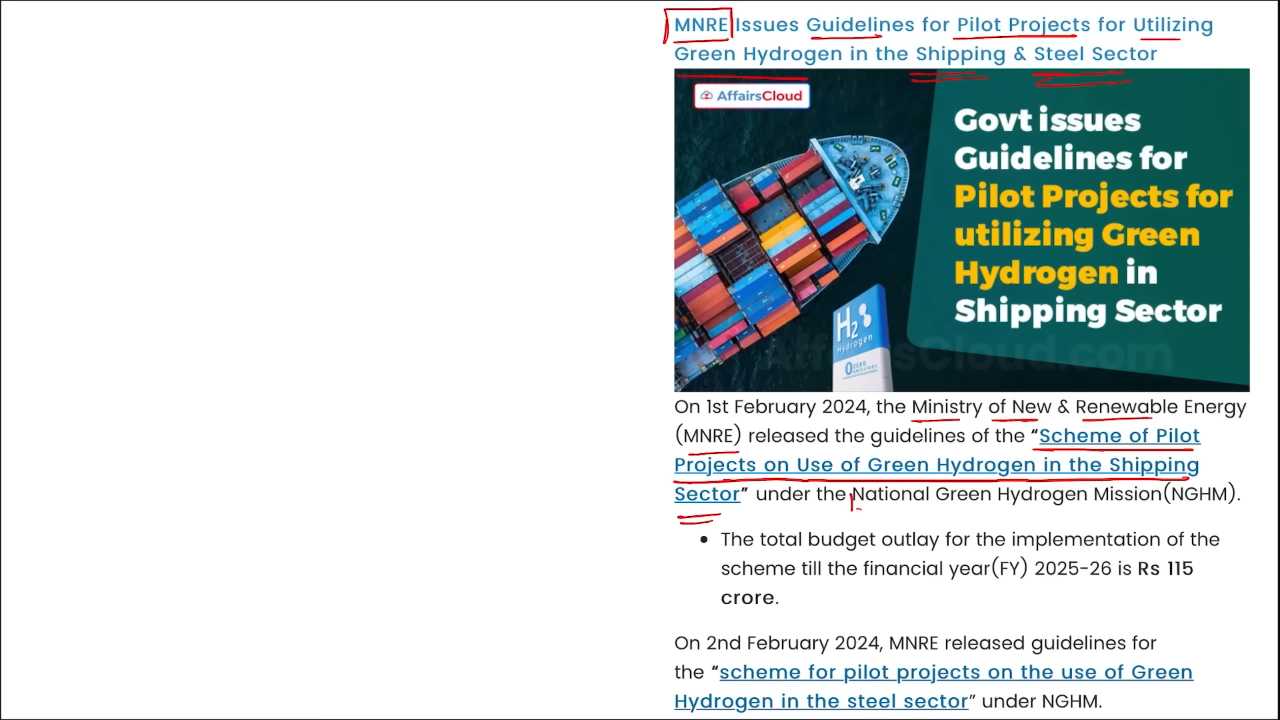 MNRE Issues Guidelines for Pilot Projects for Utilizing
Green Hydrogen in the Shipping & Steel Sector
AffairsCloud
Govt issues
Guidelines for
Pilot Projects for
utilizing Green
Hydrogen in
Shipping Sector
H2
Hydrogen
0 ZERO
EMISSIONS
AffairsCloud.com
On 1st February 2024, the Ministry of New & Renewable Energy
(MNRE) released the guidelines of the “Scheme of Pilot
Projects on Use of Green Hydrogen in the Shipping
Sector” under the National Green Hydrogen Mission(NGHM).
• The total budget outlay for the implementation of the
scheme till the financial year(FY) 2025-26 is Rs 115
crore.
On 2nd February 2024, MNRE released guidelines for
the “scheme for pilot projects on the use of Green
Hydrogen in the steel sector” under NGHM.